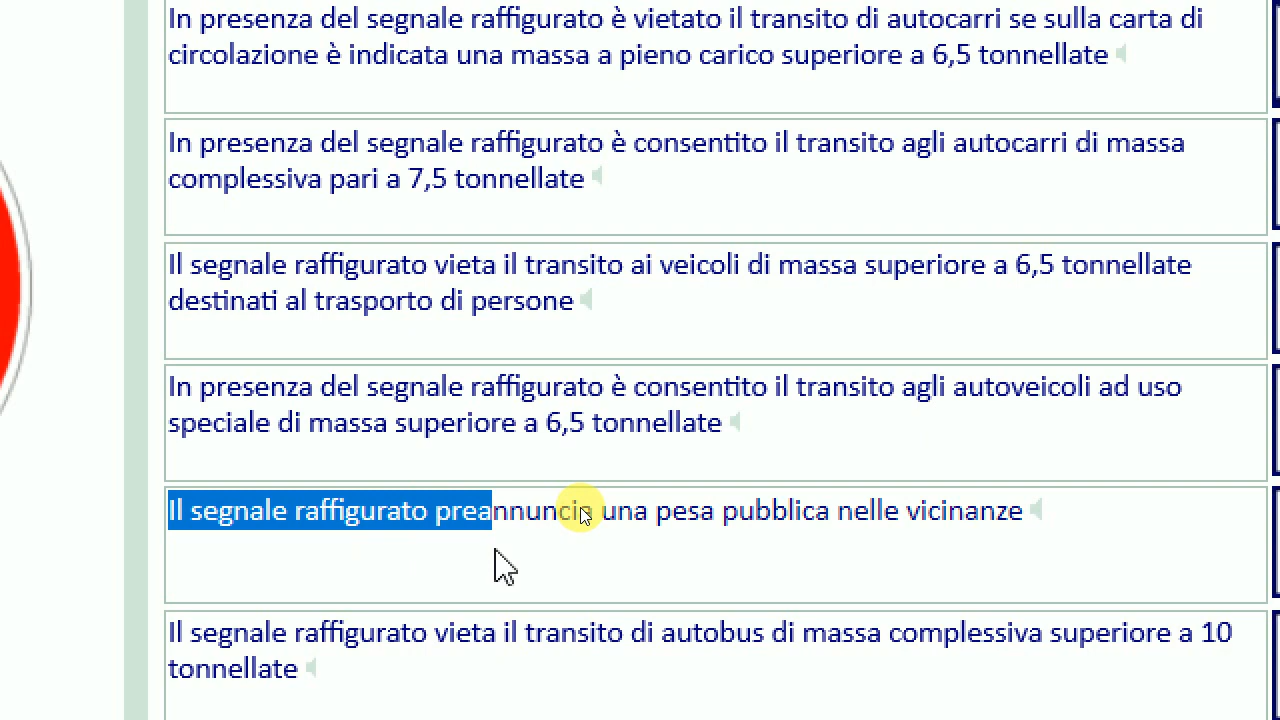 In presenza del segnale raffigurato è vietato il transito di autocarri se sulla carta di
circolazione è indicata una massa a pieno carico superiore a 6,5 tonnellate
In presenza del segnale raffigurato è consentito il transito agli autocarri di massa
complessiva pari a 7,5 tonnellate
Il segnale raffigurato vieta il transito ai veicoli di massa superiore a 6,5 tonnellate
destinati al trasporto di persone
In presenza del segnale raffigurato è consentito il transito agli autoveicoli ad uso
speciale di massa superiore a 6,5 tonnellate
Il segnale raffigurato preannuncia una pesa pubblica nelle vicinanze
Il segnale raffigurato vieta il transito di autobus di massa complessiva superiore a 10
tonnellate